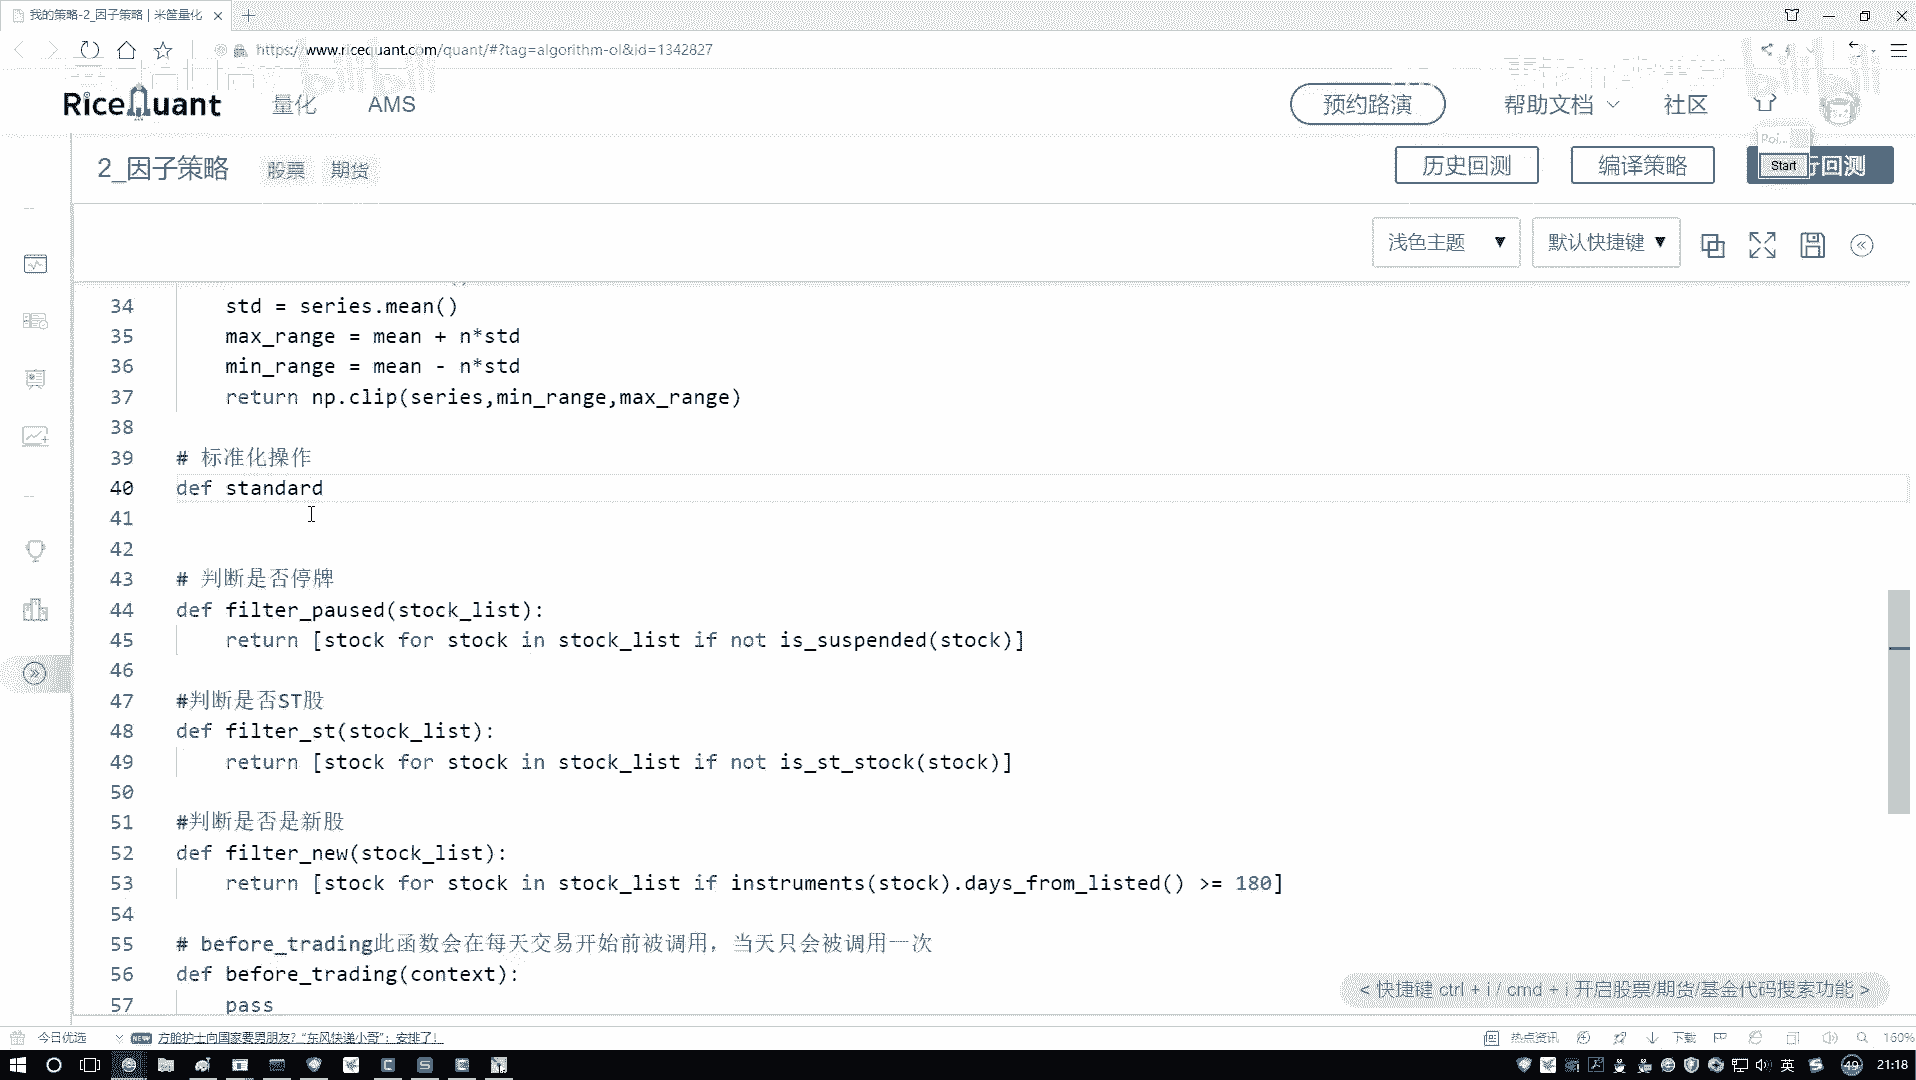 我的策略-2_因子策略 | 米筐量化
https://www.ricequant.com/quant/#?tag=algorithm-ol&id=1342827
RiceQuant 量化 AMS 预约路演 帮助文档 社区
2_因子策略 股票 期货 历史回测 编译策略 行回测
Poi...
Start
浅色主题 ▼ 默认快捷键 ▼
34 std = series.mean()
35 max_range = mean + n*std
36 min_range = mean - n*std
37 return np.clip(series,min_range,max_range)
38
39 # 标准化操作
40 def standard
41
42
43 # 判断是否停牌
44 def filter_paused(stock_list):
45 return [stock for stock in stock_list if not is_suspended(stock)]
46
47 #判断是否ST股
48 def filter_st(stock_list):
49 return [stock for stock in stock_list if not is_st_stock(stock)]
50
51 #判断是否是新股
52 def filter_new(stock_list):
53 return [stock for stock in stock_list if instruments(stock).days_from_listed() >= 180]
54
55 # before_trading此函数会在每天交易开始前被调用，当天只会被调用一次
56 def before_trading(context):
57 pass
< 快捷键 ctrl + i / cmd + i 开启股票/期货/基金代码搜索功能 >
今日优选 NEW 方舱护士向国家要男朋友？“东风快递小哥”：安排了！ 热点资讯 下载 160%
英 49 21:18